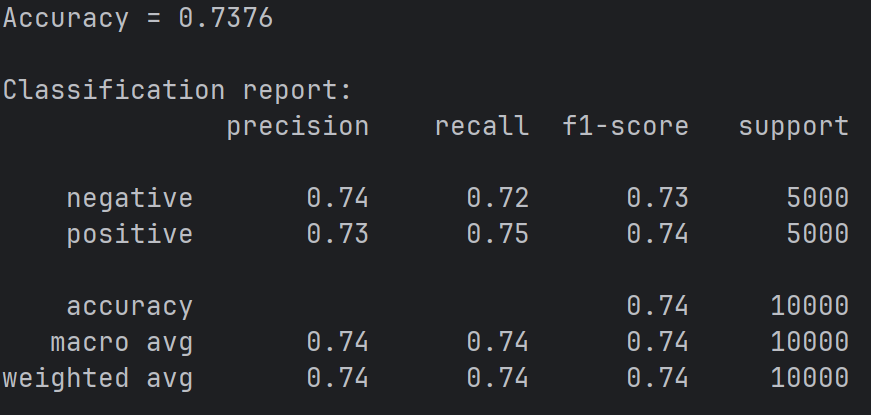 Accuracy = 0.7376
Classification report:
precision recall f1-score support
negative 0.74 0.72 0.73 5000
positive 0.73 0.75 0.74 5000
accuracy 0.74 10000
macro avg 0.74 0.74 0.74 10000
weighted avg 0.74 0.74 0.74 10000